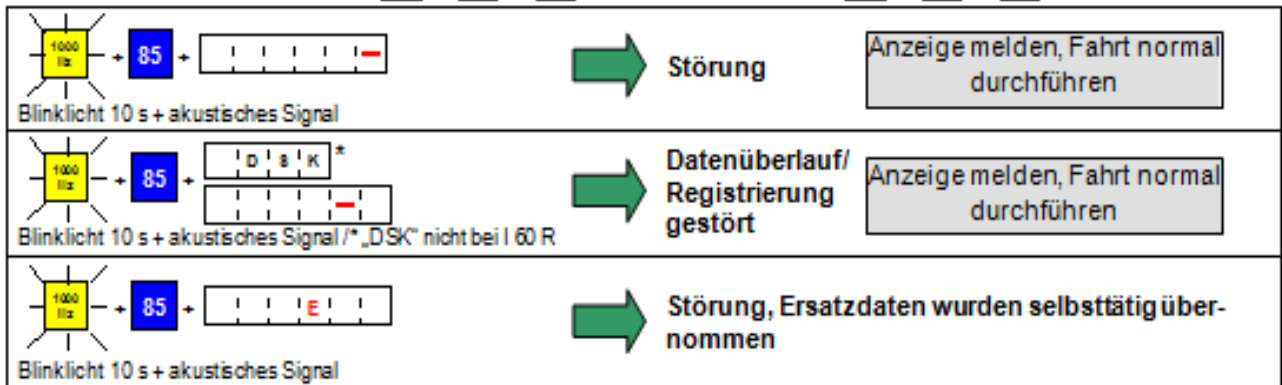 1000
Hz
+ 85 +
Störung
Anzeige melden, Fahrt normal
durchführen
Blinklicht 10 s + akustisches Signal
1000
Hz
+ 85 +
D S K *
Datenüberlauf/
Registrierung
gestört
Anzeige melden, Fahrt normal
durchführen
Blinklicht 10 s + akustisches Signal /* „DSK“ nicht bei I 60 R
1000
Hz
+ 85 +
E
Störung, Ersatzdaten wurden selbsttätig über-
nommen
Blinklicht 10 s + akustisches Signal